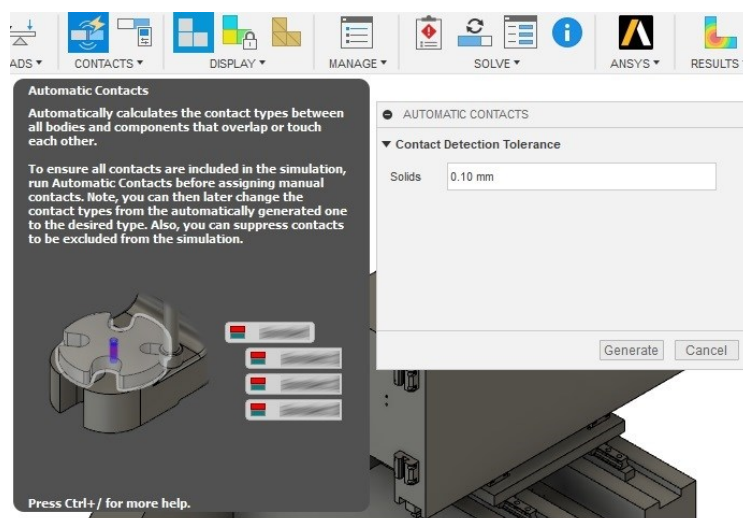 ADS ▾ CONTACTS ▾ DISPLAY ▾ MANAGE ▾ SOLVE ▾ ANSYS ▾ RESULTS
Automatic Contacts
Automatically calculates the contact types between
all bodies and components that overlap or touch
each other.
To ensure all contacts are included in the simulation,
run Automatic Contacts before assigning manual
contacts. Note, you can then later change the
contact types from the automatically generated one
to the desired type. Also, you can suppress contacts
to be excluded from the simulation.
Press Ctrl+/ for more help.
AUTOMATIC CONTACTS
▼ Contact Detection Tolerance
Solids 0.10 mm
Generate Cancel